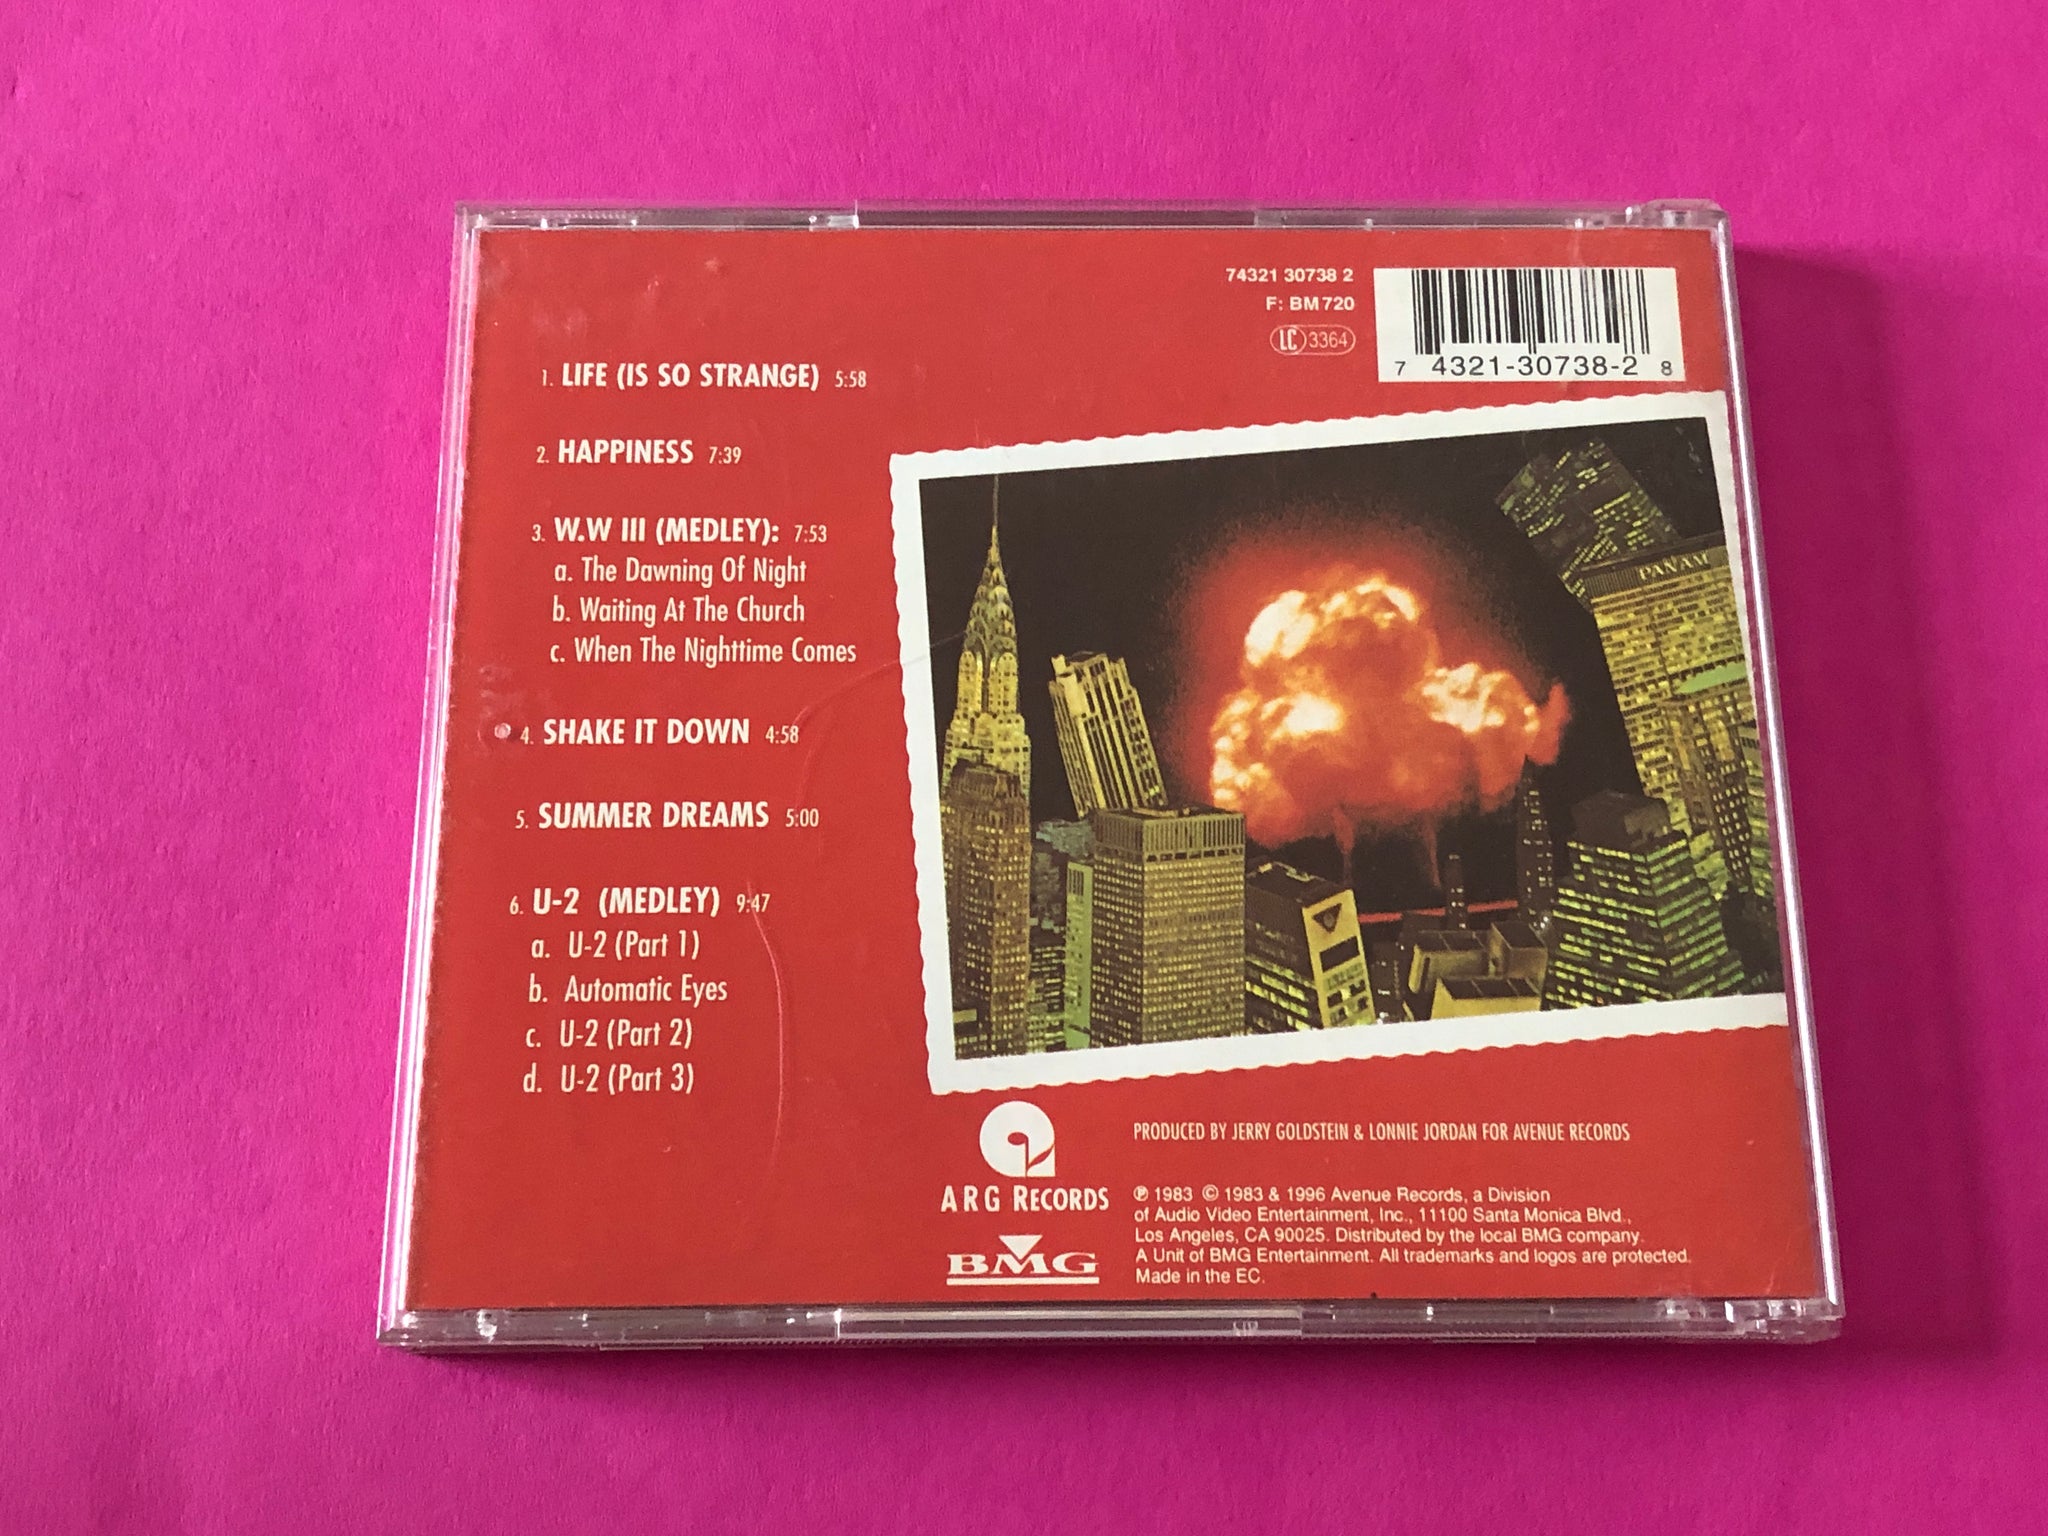 74321 30738 2
F: BM 720
LC 3364
7 4321-30738-2 8
1. LIFE (IS SO STRANGE) 5:58
2. HAPPINESS 7:39
3. W.W III (MEDLEY): 7:53
a. The Dawning Of Night
b. Waiting At The Church
c. When The Nighttime Comes
4. SHAKE IT DOWN 4:58
5. SUMMER DREAMS 5:00
6. U-2 (MEDLEY) 9:47
a. U-2 (Part 1)
b. Automatic Eyes
c. U-2 (Part 2)
d. U-2 (Part 3)
PAN AM
a
ARG RECORDS
BMG
PRODUCED BY JERRY GOLDSTEIN & LONNIE JORDAN FOR AVENUE RECORDS
℗ 1983 © 1983 & 1996 Avenue Records, a Division
of Audio Video Entertainment, Inc., 11100 Santa Monica Blvd.,
Los Angeles, CA 90025. Distributed by the local BMG company.
A Unit of BMG Entertainment. All trademarks and logos are protected.
Made in the EC.